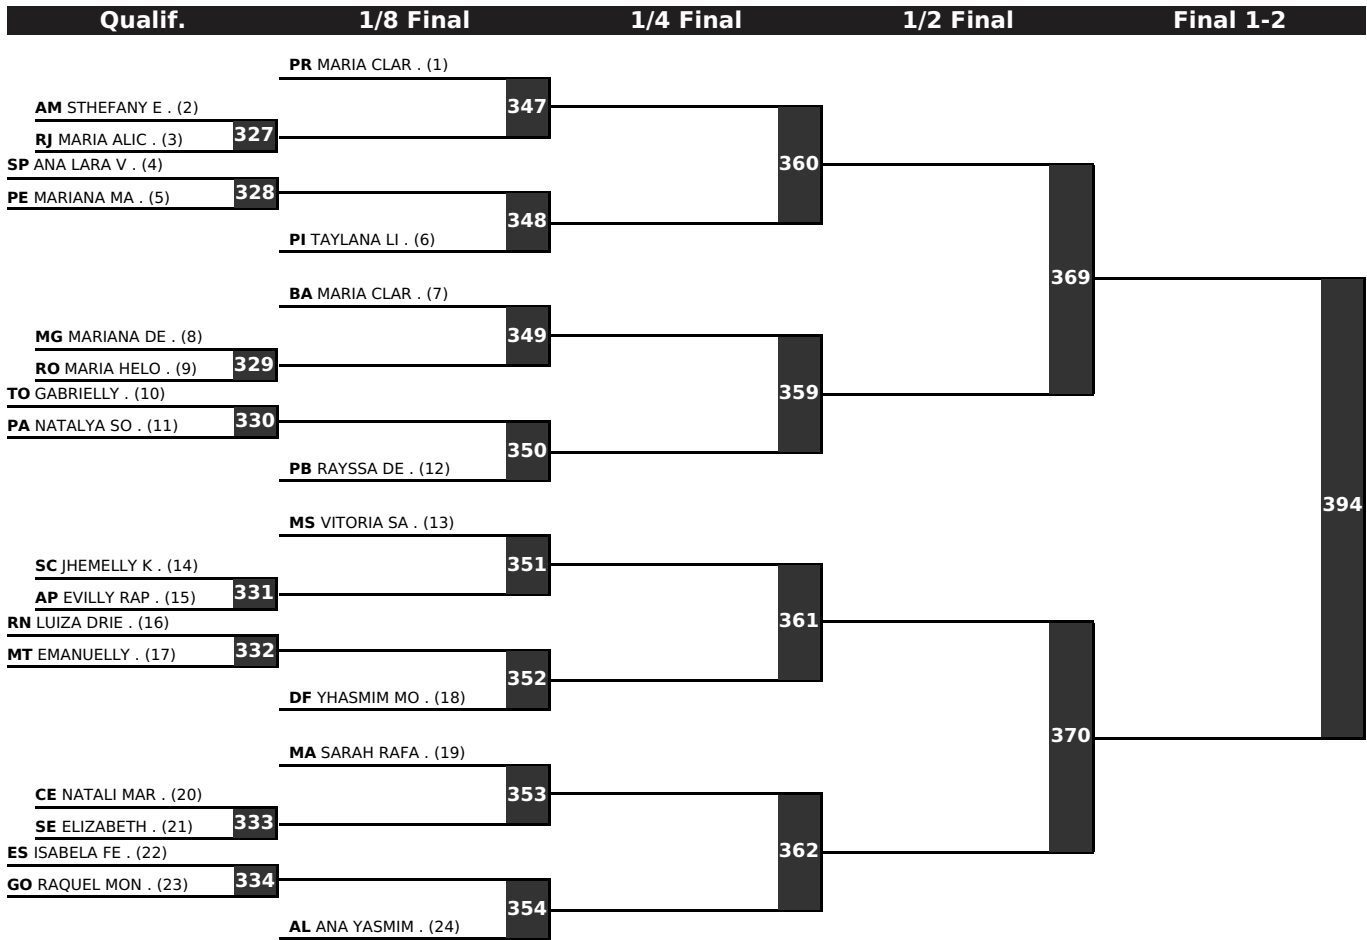 Qualif. 1/8 Final 1/4 Final 1/2 Final Final 1-2
PR MARIA CLAR . (1)
347
AM STHEFANY E . (2)
327
RJ MARIA ALIC . (3)
360
SP ANA LARA V . (4)
328
PE MARIANA MA . (5)
348
PI TAYLANA LI . (6)
369
BA MARIA CLAR . (7)
349
MG MARIANA DE . (8)
329
RO MARIA HELO . (9)
359
TO GABRIELLY . (10)
330
PA NATALYA SO . (11)
350
PB RAYSSA DE . (12)
394
MS VITORIA SA . (13)
351
SC JHEMELLY K . (14)
331
AP EVILLY RAP . (15)
361
RN LUIZA DRIE . (16)
332
MT EMANUELLY . (17)
352
DF YHASMIM MO . (18)
370
MA SARAH RAFA . (19)
353
CE NATALI MAR . (20)
333
SE ELIZABETH . (21)
362
ES ISABELA FE . (22)
334
GO RAQUEL MON . (23)
354
AL ANA YASMIM . (24)